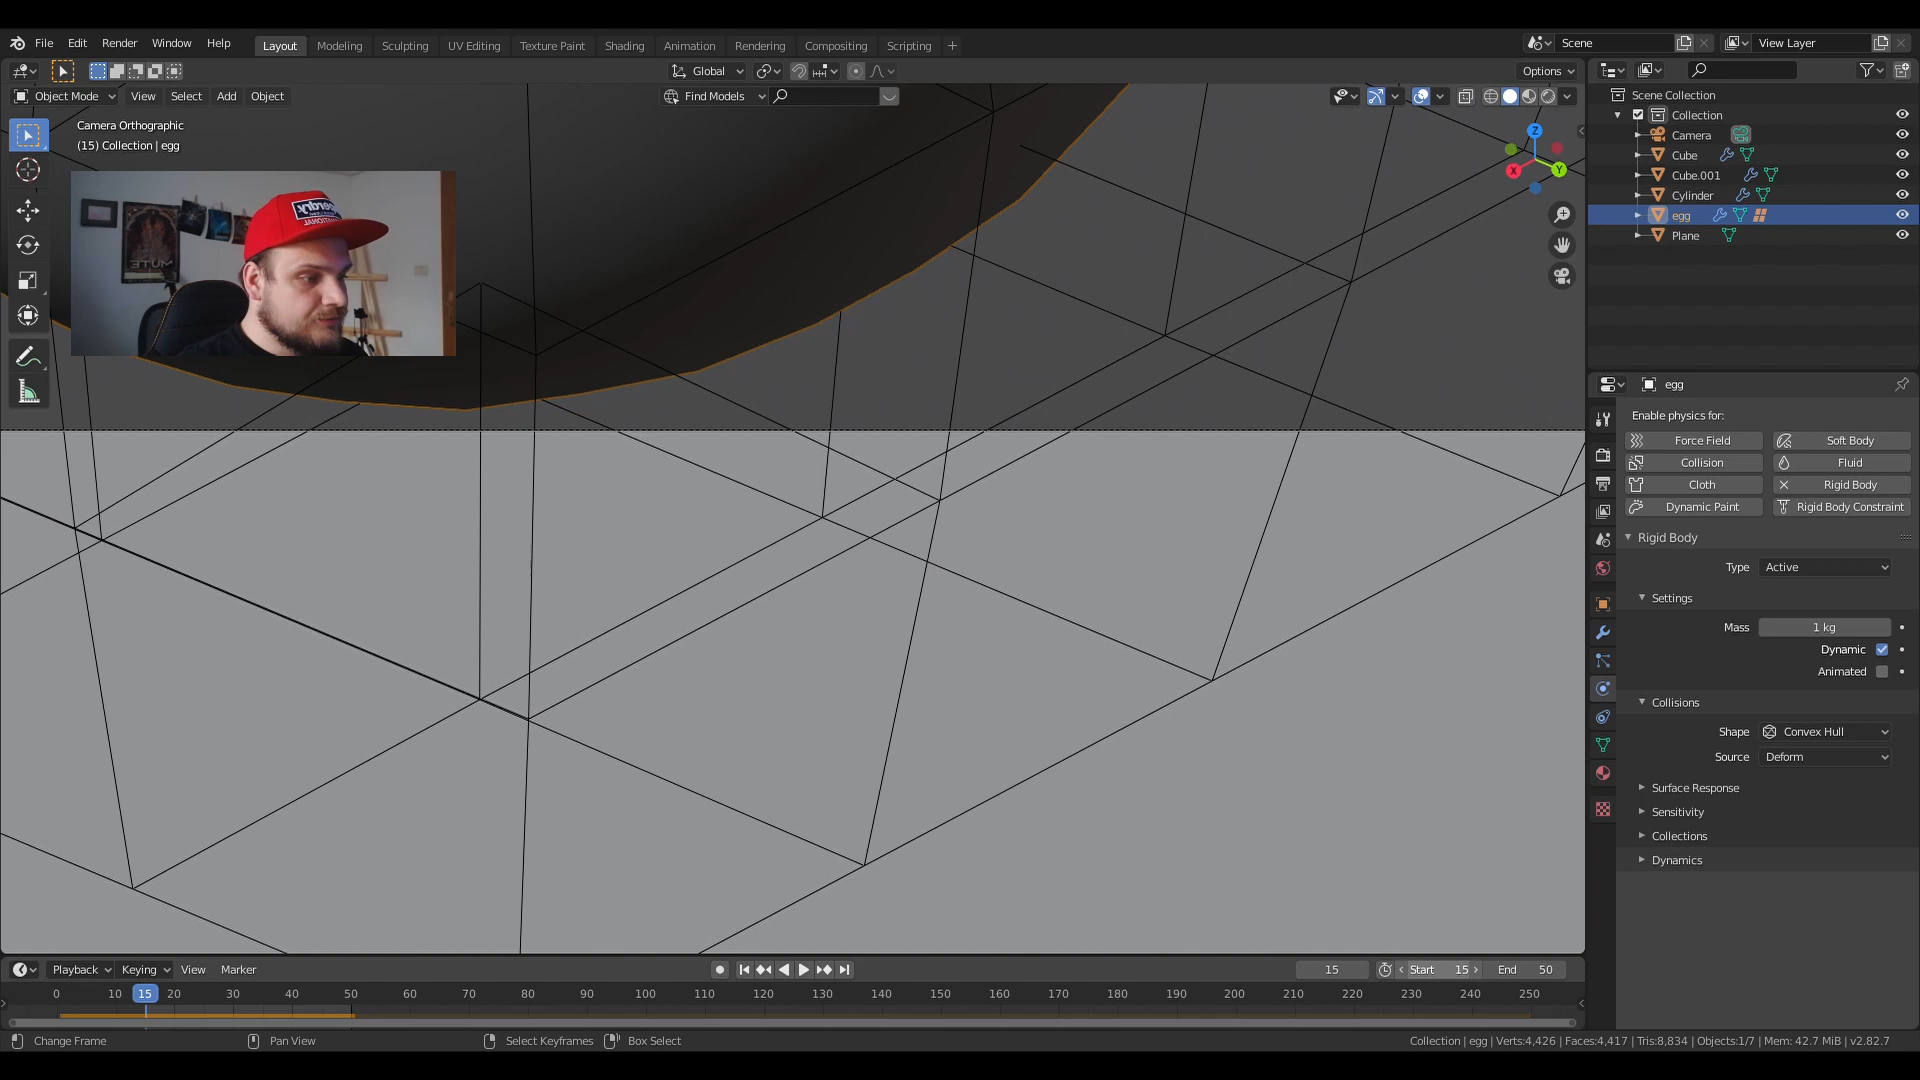 File Edit Render Window Help
Layout Modeling Sculpting UV Editing Texture Paint Shading Animation Rendering Compositing Scripting +
Scene
View Layer
Global
Options
Object Mode View Select Add Object
Find Models
Camera Orthographic
(15) Collection | egg
Z
X
Y
MUTE
Scene Collection
Collection
Camera
Cube
Cube.001
Cylinder
egg
Plane
egg
Enable physics for:
Force Field Soft Body
Collision Fluid
Cloth Rigid Body
Dynamic Paint Rigid Body Constraint
Rigid Body
Type Active
Settings
Mass 1 kg
Dynamic
Animated
Collisions
Shape Convex Hull
Source Deform
Surface Response
Sensitivity
Collections
Dynamics
Playback Keying View Marker
15 Start 15 End 50
0 10 15 20 30 40 50 60 70 80 90 100 110 120 130 140 150 160 170 180 190 200 210 220 230 240 250
Change Frame Pan View Select Keyframes Box Select
Collection | egg | Verts:4,426 | Faces:4,417 | Tris:8,834 | Objects:1/7 | Mem: 42.7 MiB | v2.82.7